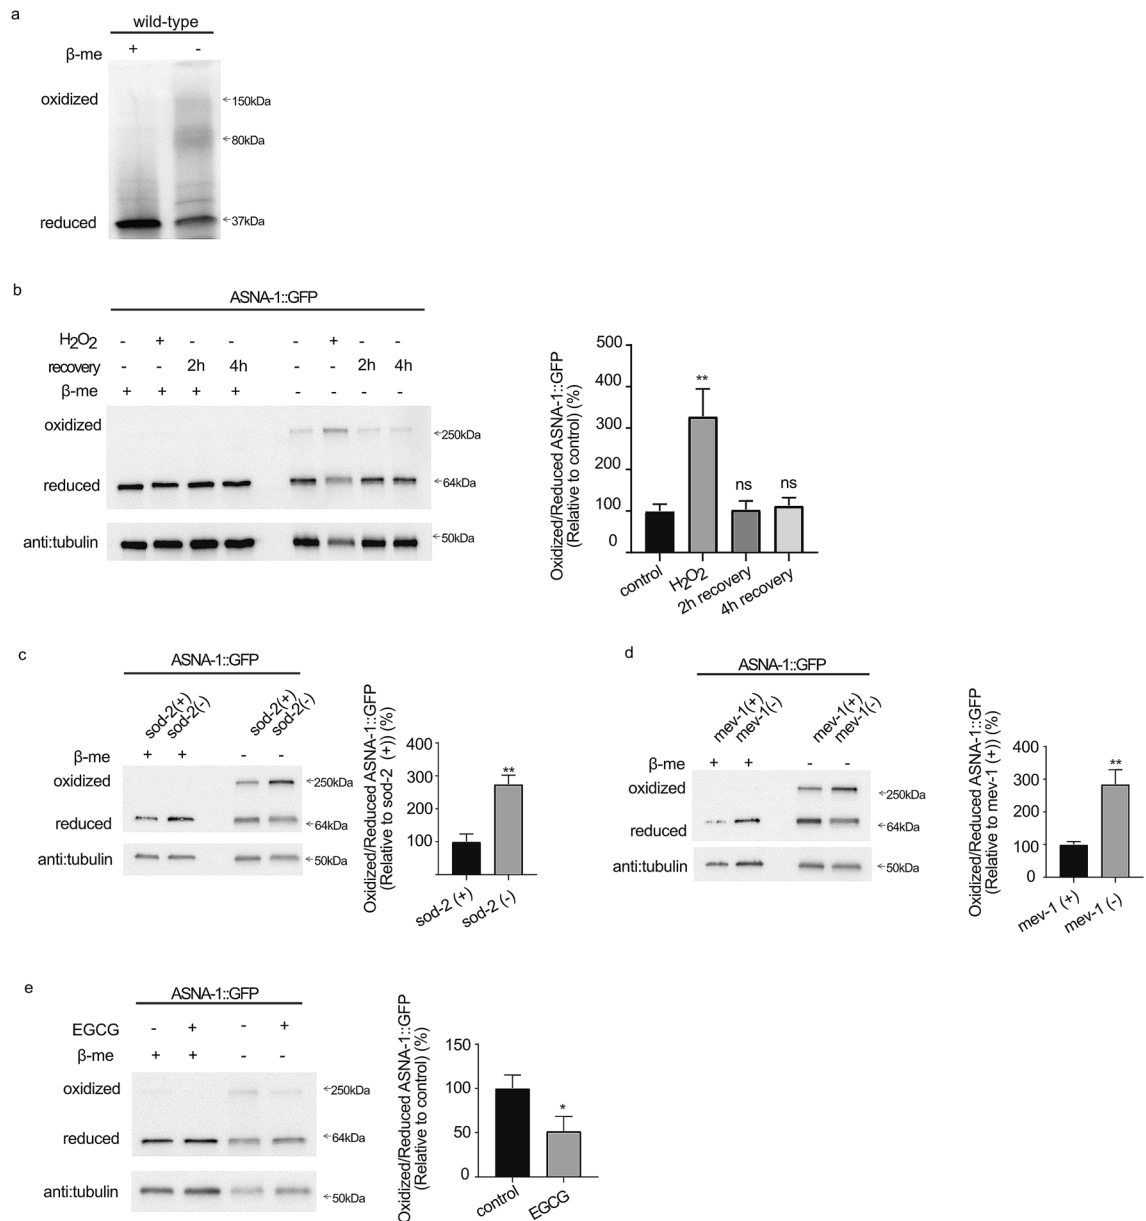 a
wild-type
β-me + -
oxidized
←150kDa
←80kDa
reduced
←37kDa
b
ASNA-1::GFP
H2O2 - + - - - + - -
recovery - - 2h 4h - - 2h 4h
β-me + + + + - - - -
oxidized
←250kDa
reduced
←64kDa
anti:tubulin
←50kDa
Oxidized/Reduced ASNA-1::GFP
(Relative to control) (%)
500
400
300
200
100
0
**
ns
ns
control
H2O2
2h recovery
4h recovery
c
ASNA-1::GFP
sod-2(+)
sod-2(-)
sod-2(+)
sod-2(-)
β-me + + - -
oxidized
←250kDa
reduced
←64kDa
anti:tubulin
←50kDa
Oxidized/Reduced ASNA-1::GFP
(Relative to sod-2 (+)) (%)
400
300
200
100
**
sod-2 (+)
sod-2 (-)
d
ASNA-1::GFP
mev-1(+)
mev-1(-)
mev-1(+)
mev-1(-)
β-me + + - -
oxidized
←250kDa
reduced
←64kDa
anti:tubulin
←50kDa
Oxidized/Reduced ASNA-1::GFP
(Relative to mev-1 (+)) (%)
400
300
200
100
0
**
mev-1 (+)
mev-1 (-)
e
ASNA-1::GFP
EGCG - + - +
β-me + + - -
oxidized
←250kDa
reduced
←64kDa
anti:tubulin
←50kDa
Oxidized/Reduced ASNA-1::GFP
(Relative to control) (%)
150
100
50
0
*
control
EGCG